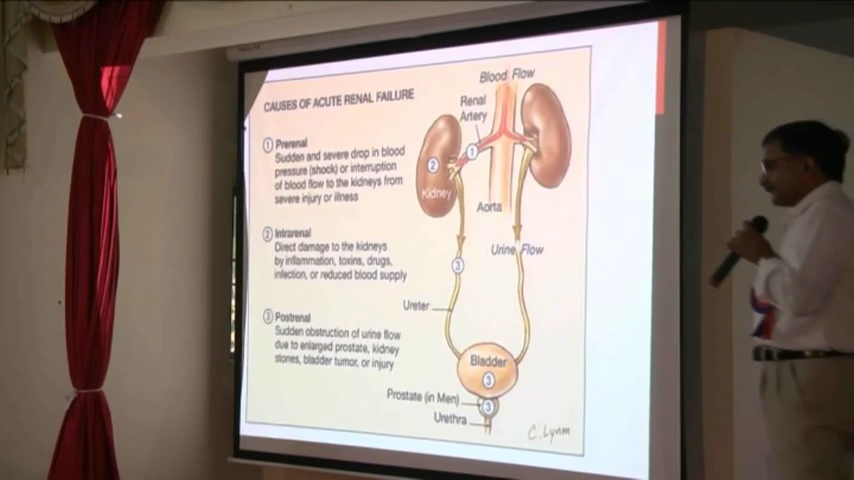 CAUSES OF ACUTE RENAL FAILURE
1 Prerenal
Sudden and severe drop in blood
pressure (shock) or interruption
of blood flow to the kidneys from
severe injury or illness
2 Intrarenal
Direct damage to the kidneys
by inflammation, toxins, drugs,
infection, or reduced blood supply
3 Postrenal
Sudden obstruction of urine flow
due to enlarged prostate, kidney
stones, bladder tumor, or injury
Blood Flow
Renal
Artery
1
2
Kidney
Aorta
Urine Flow
3
Ureter
Bladder
3
Prostate (in Men)
3
Urethra
C. Lynm